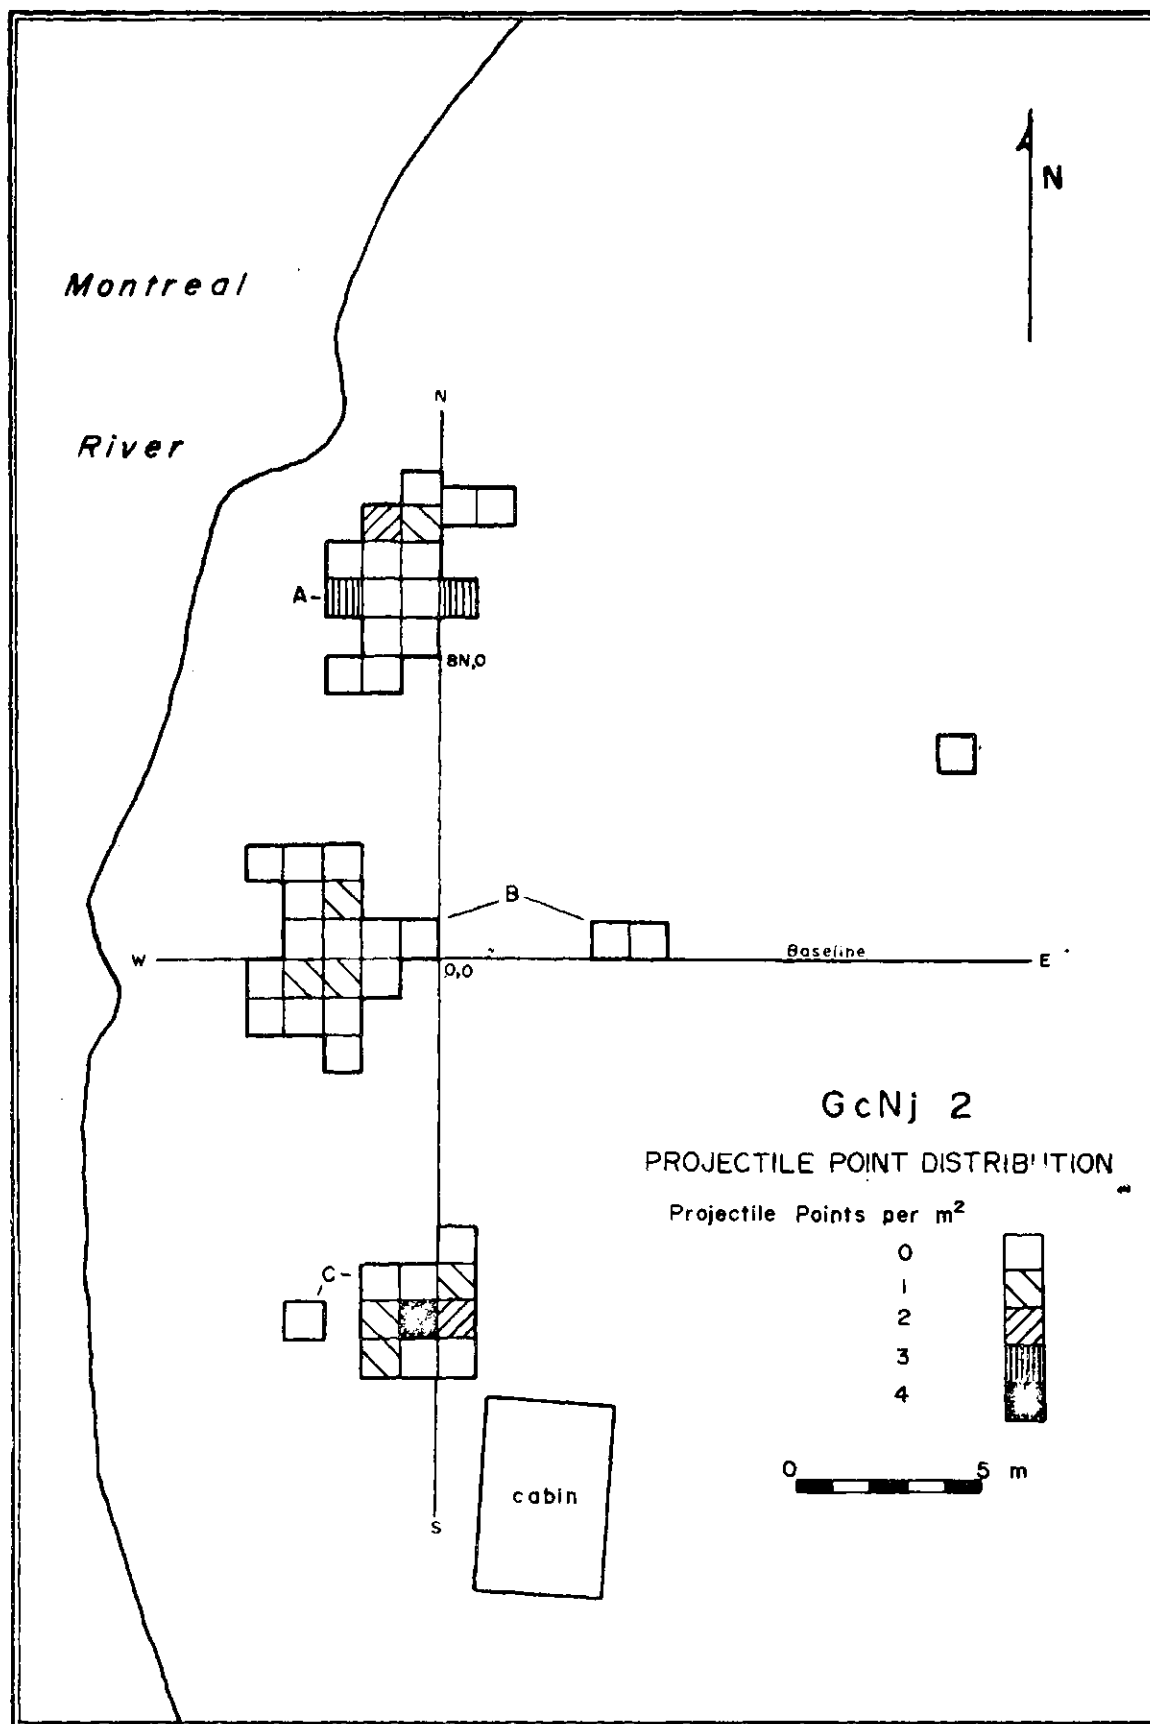 N
Montreal
N
River
A-
8N,0
B
W
Baseline
E
0,0
GcNj 2
PROJECTILE POINT DISTRIBUTION
Projectile Points per m²
C-
0
1
2
3
4
0 5 m
cabin
S